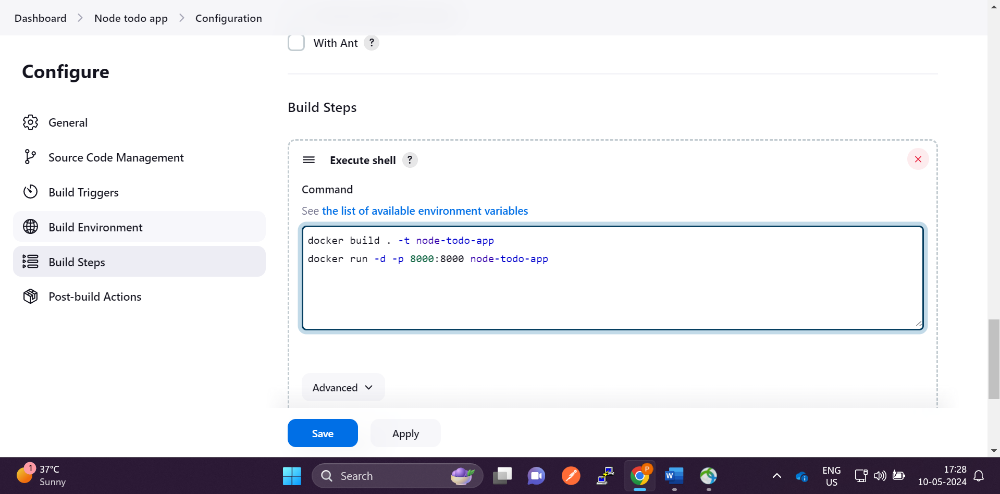 Dashboard > Node todo app > Configuration
With Ant ?
Configure
General
Source Code Management
Build Triggers
Build Environment
Build Steps
Post-build Actions
Build Steps
Execute shell ?
Command
See the list of available environment variables
docker build . -t node-todo-app
docker run -d -p 8000:8000 node-todo-app
Advanced
Save Apply
1
37°C
Sunny
Search
P
W
ENG
US
17:28
10-05-2024